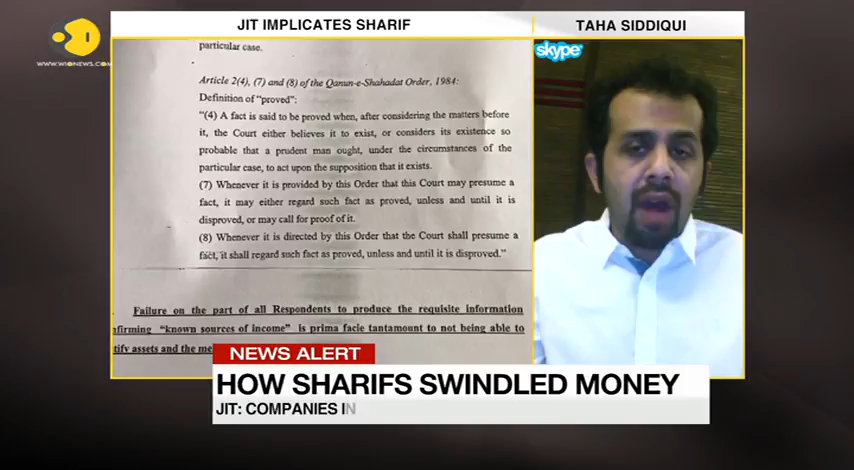 JIT IMPLICATES SHARIF
TAHA SIDDIQUI
WWW.WIONEWS.COM
skype
particular case.
Article 2(4), (7) and (8) of the Qanun-e-Shahadat Order, 1984:
Definition of "proved":
"(4) A fact is said to be proved when, after considering the matters before
it, the Court either believes it to exist, or considers its existence so
probable that a prudent man ought, under the circumstances of the
particular case, to act upon the supposition that it exists.
(7) Whenever it is provided by this Order that this Court may presume a
fact, it may either regard such fact as proved, unless and until it is
disproved, or may call for proof of it.
(8) Whenever it is directed by this Order that the Court shall presume a
fact, it shall regard such fact as proved, unless and until it is disproved."
Failure on the part of all Respondents to produce the requisite information
nfirming "known sources of income" is prima facie tantamount to not being able to
tify assets and the me
NEWS ALERT
HOW SHARIFS SWINDLED MONEY
JIT: COMPANIES IN